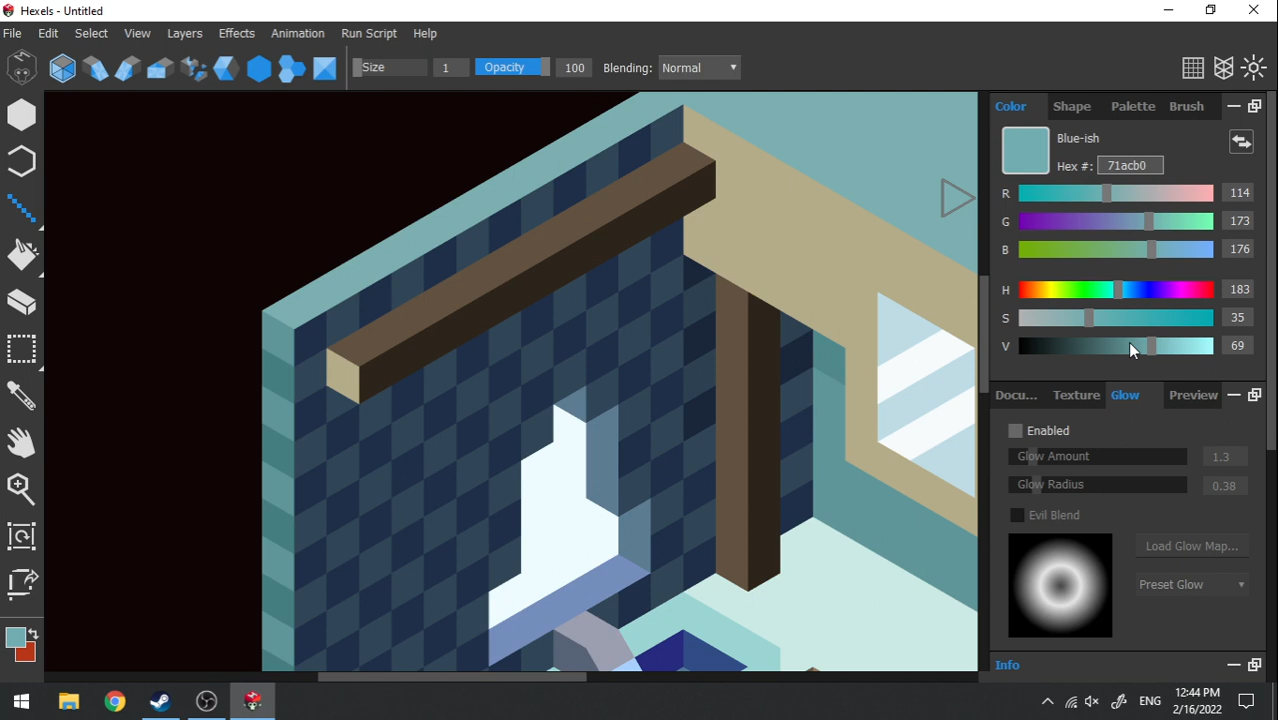 Hexels - Untitled
File Edit Select View Layers Effects Animation Run Script Help
Size 1 Opacity 100 Blending: Normal
Color Shape Palette Brush
Blue-ish
Hex #: 71acb0
R 114
G 173
B 176
H 183
S 35
V 69
Docu... Texture Glow Preview
Enabled
Glow Amount 1.3
Glow Radius 0.38
Evil Blend
Load Glow Map...
Preset Glow
Info
ENG
12:44 PM
2/16/2022